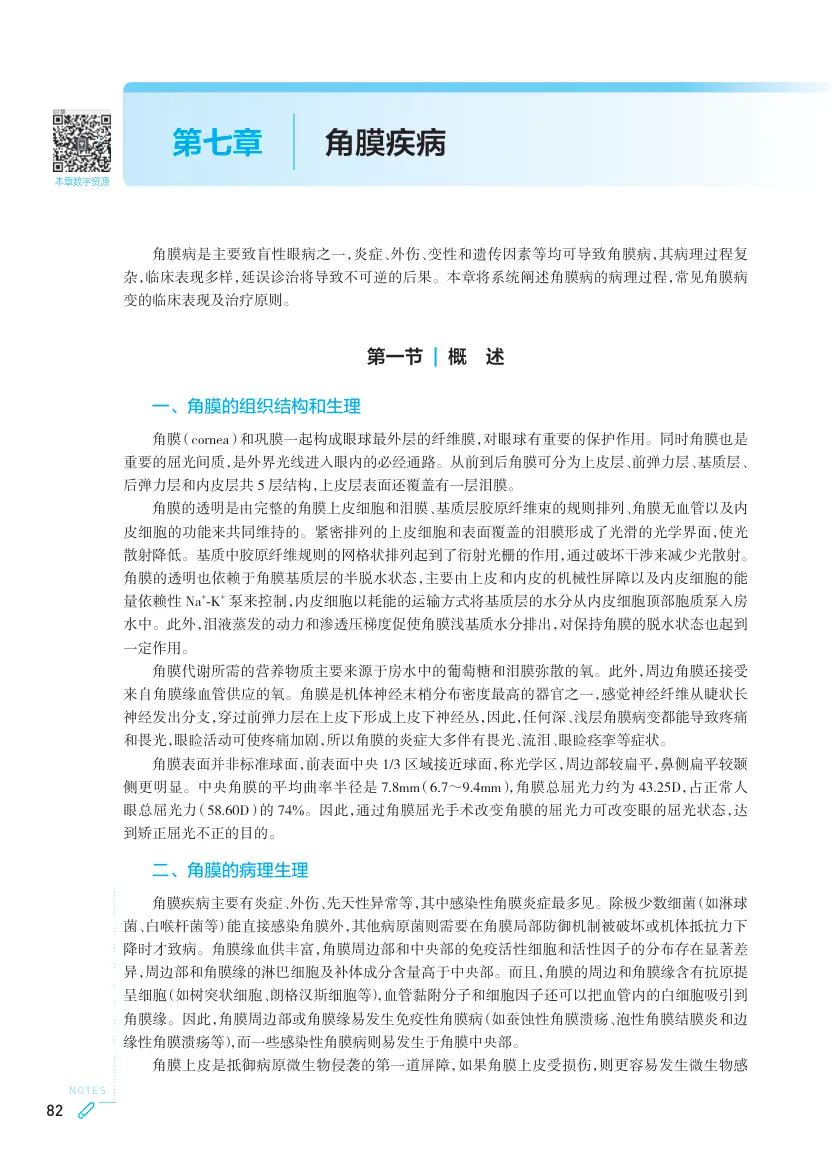 第七章
角膜疾病
本章数字资源
角膜病是主要致盲性眼病之一，炎症、外伤、变性和遗传因素等均可导致角膜病，其病理过程复
杂，临床表现多样，延误诊治将导致不可逆的后果。本章将系统阐述角膜病的病理过程，常见角膜病
变的临床表现及治疗原则。
第一节 | 概 述
一、角膜的组织结构和生理
角膜（cornea）和巩膜一起构成眼球最外层的纤维膜，对眼球有重要的保护作用。同时角膜也是
重要的屈光间质，是外界光线进入眼内的必经通路。从前到后角膜可分为上皮层、前弹力层、基质层、
后弹力层和内皮层共 5 层结构，上皮层表面还覆盖有一层泪膜。
角膜的透明是由完整的角膜上皮细胞和泪膜、基质层胶原纤维束的规则排列、角膜无血管以及内
皮细胞的功能来共同维持的。紧密排列的上皮细胞和表面覆盖的泪膜形成了光滑的光学界面，使光
散射降低。基质中胶原纤维规则的网格状排列起到了衍射光栅的作用，通过破坏干涉来减少光散射。
角膜的透明也依赖于角膜基质层的半脱水状态，主要由上皮和内皮的机械性屏障以及内皮细胞的能
量依赖性 Na⁺-K⁺ 泵来控制，内皮细胞以耗能的运输方式将基质层的水分从内皮细胞顶部胞质泵入房
水中。此外，泪液蒸发的动力和渗透压梯度促使角膜浅基质水分排出，对保持角膜的脱水状态也起到
一定作用。
角膜代谢所需的营养物质主要来源于房水中的葡萄糖和泪膜弥散的氧。此外，周边角膜还接受
来自角膜缘血管供应的氧。角膜是机体神经末梢分布密度最高的器官之一，感觉神经纤维从睫状长
神经发出分支，穿过前弹力层在上皮下形成上皮下神经丛，因此，任何深、浅层角膜病变都能导致疼痛
和畏光，眼睑活动可使疼痛加剧，所以角膜的炎症大多伴有畏光、流泪、眼睑痉挛等症状。
角膜表面并非标准球面，前表面中央 1/3 区域接近球面，称光学区，周边部较扁平，鼻侧扁平较颞
侧更明显。中央角膜的平均曲率半径是 7.8mm（6.7～9.4mm），角膜总屈光力约为 43.25D，占正常人
眼总屈光力（58.60D）的 74%。因此，通过角膜屈光手术改变角膜的屈光力可改变眼的屈光状态，达
到矫正屈光不正的目的。
二、角膜的病理生理
角膜疾病主要有炎症、外伤、先天性异常等，其中感染性角膜炎症最多见。除极少数细菌（如淋球
菌、白喉杆菌等）能直接感染角膜外，其他病原菌则需要在角膜局部防御机制被破坏或机体抵抗力下
降时才致病。角膜缘血供丰富，角膜周边部和中央部的免疫活性细胞和活性因子的分布存在显著差
异，周边部和角膜缘的淋巴细胞及补体成分含量高于中央部。而且，角膜的周边和角膜缘含有抗原提
呈细胞（如树突状细胞、朗格汉斯细胞等），血管黏附分子和细胞因子还可以把血管内的白细胞吸引到
角膜缘。因此，角膜周边部或角膜缘易发生免疫性角膜病（如蚕蚀性角膜溃疡、泡性角膜结膜炎和边
缘性角膜溃疡等），而一些感染性角膜病则易发生于角膜中央部。
角膜上皮是抵御病原微生物侵袭的第一道屏障，如果角膜上皮受损伤，则更容易发生微生物感
NOTES
82